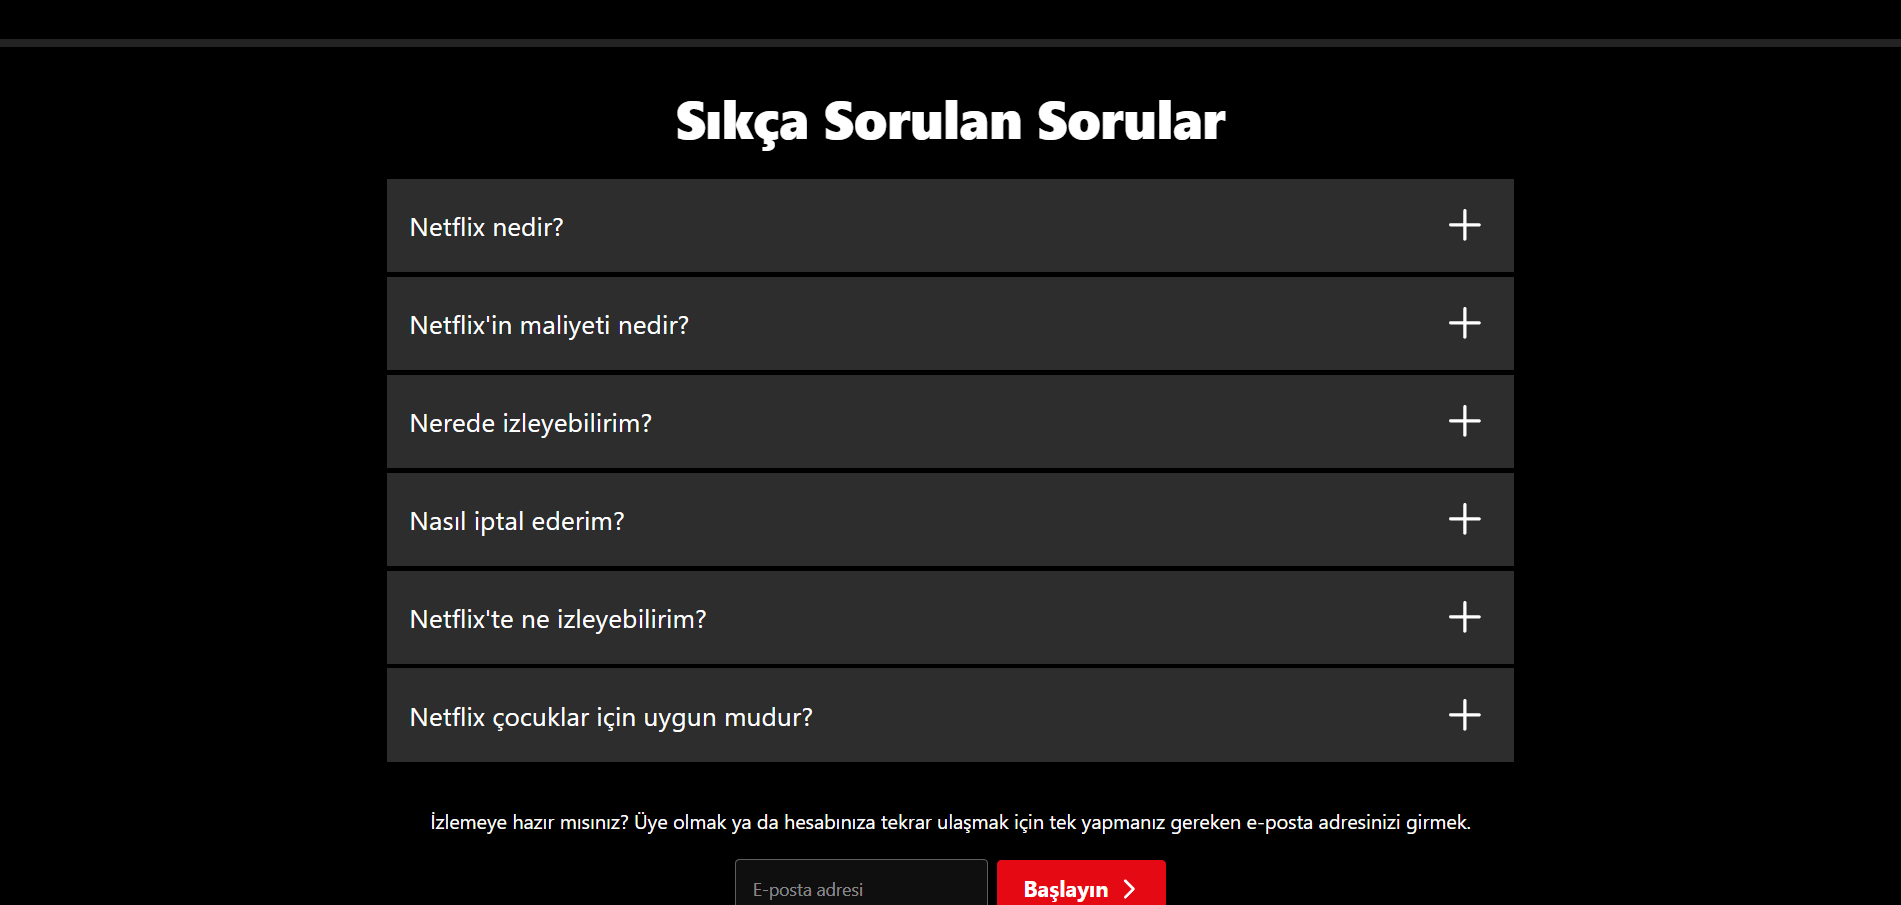 Sıkça Sorulan Sorular
Netflix nedir?
Netflix'in maliyeti nedir?
Nerede izleyebilirim?
Nasıl iptal ederim?
Netflix'te ne izleyebilirim?
Netflix çocuklar için uygun mudur?
İzlemeye hazır mısınız? Üye olmak ya da hesabınıza tekrar ulaşmak için tek yapmanız gereken e-posta adresinizi girmek.
E-posta adresi
Başlayın